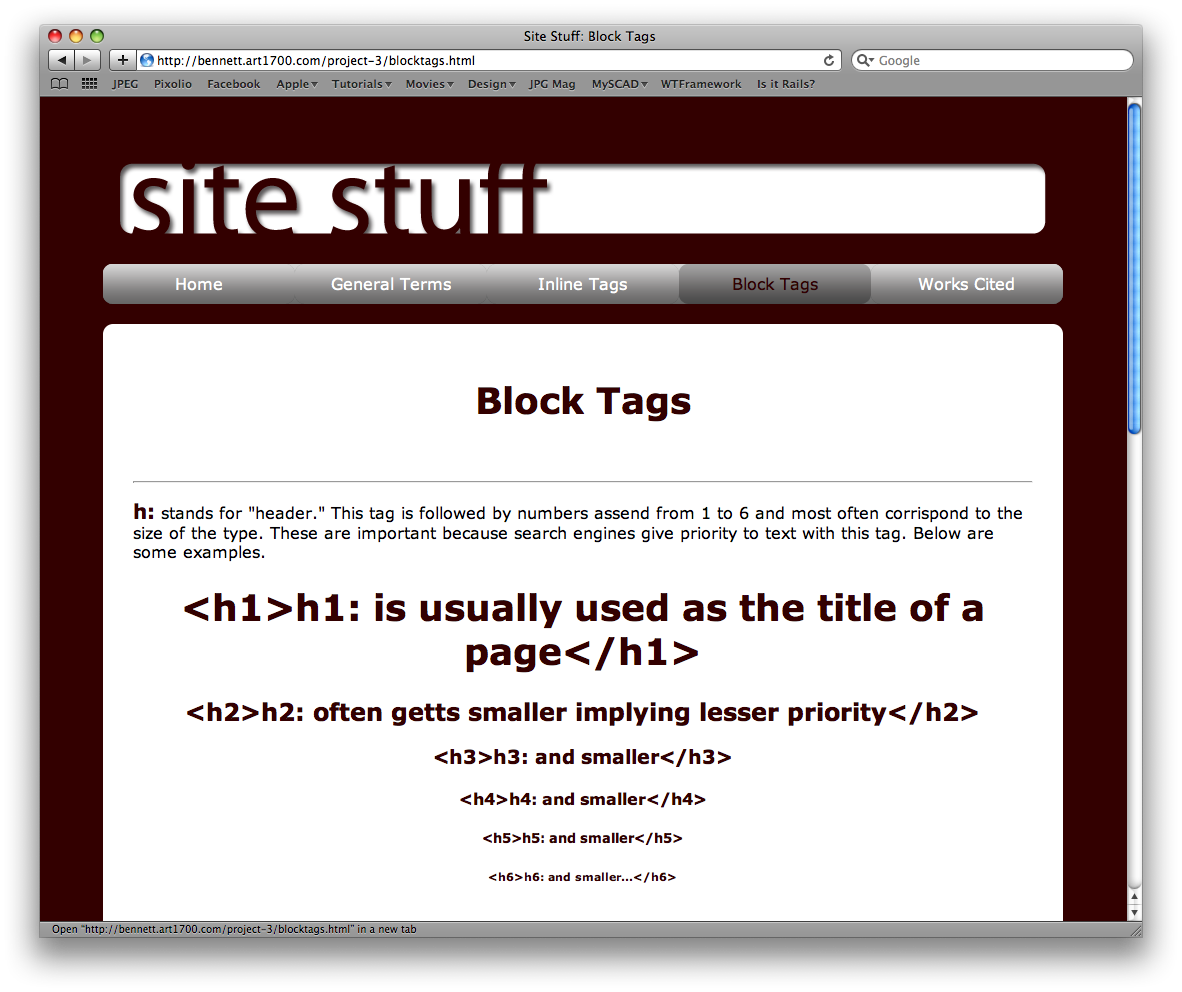 Site Stuff: Block Tags
http://bennett.art1700.com/project-3/blocktags.html
Google
JPEG Pixolio Facebook Apple Tutorials Movies Design JPG Mag MySCAD WTFramework Is it Rails?
site stuff
Home General Terms Inline Tags Block Tags Works Cited
Block Tags
h: stands for "header." This tag is followed by numbers assend from 1 to 6 and most often corrispond to the
size of the type. These are important because search engines give priority to text with this tag. Below are
some examples.
<h1>h1: is usually used as the title of a
page</h1>
<h2>h2: often getts smaller implying lesser priority</h2>
<h3>h3: and smaller</h3>
<h4>h4: and smaller</h4>
<h5>h5: and smaller</h5>
<h6>h6: and smaller...</h6>
Open "http://bennett.art1700.com/project-3/blocktags.html" in a new tab